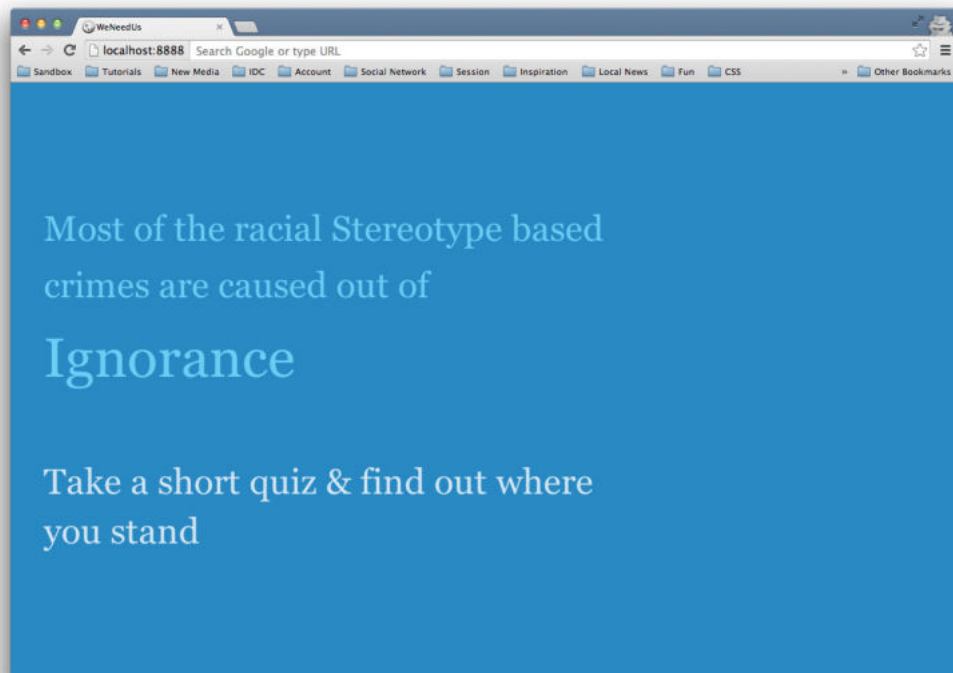 WeNeedUs
localhost:8888 Search Google or type URL
Sandbox Tutorials New Media IDC Account Social Network Session Inspiration Local News Fun CSS » Other Bookmarks
Most of the racial Stereotype based
crimes are caused out of
Ignorance
Take a short quiz & find out where
you stand